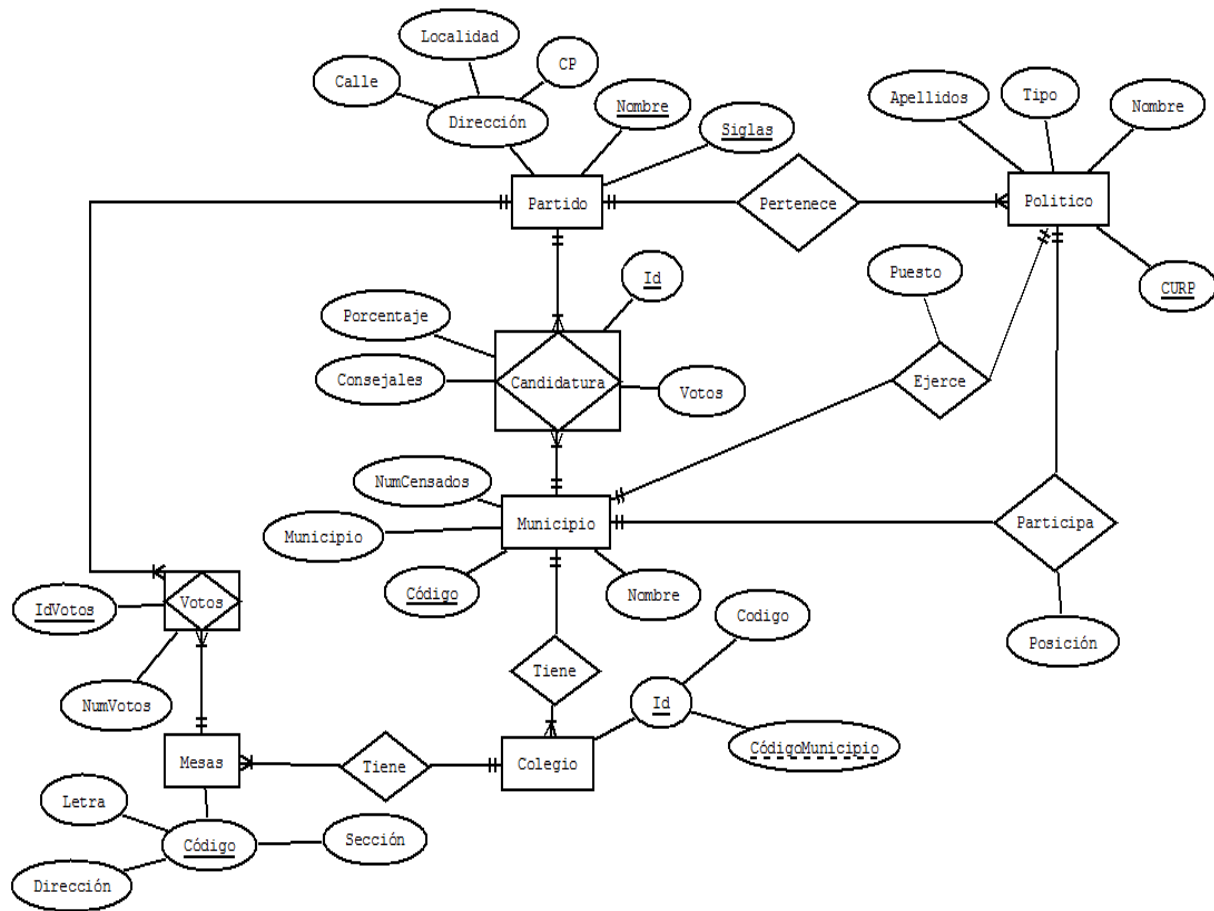 Localidad
CP
Calle
Dirección
Nombre
Siglas
Apellidos
Tipo
Nombre
Partido
Pertenece
Politico
CURP
Id
Puesto
Porcentaje
Consejales
Candidatura
Votos
Ejerce
NumCensados
Municipio
Municipio
Participa
Código
Nombre
Votos
IdVotos
Codigo
Posición
NumVotos
Tiene
Id
CódigoMunicipio
Mesas
Tiene
Colegio
Letra
Código
Sección
Dirección